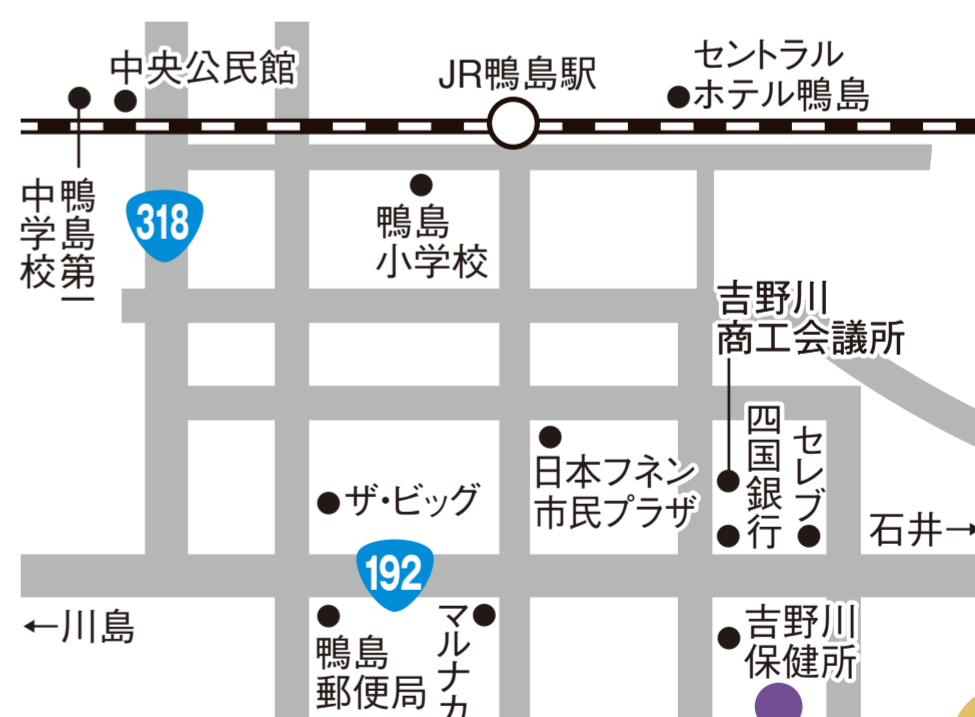 中央公民館
JR鴨島駅
セントラル
ホテル鴨島
鴨島第一
中学校
318
鴨島
小学校
吉野川
商工会議所
四国銀行
セレブ
日本フネン
市民プラザ
ザ・ビッグ
石井→
192
←川島
鴨島
郵便局
マルナカ
吉野川
保健所